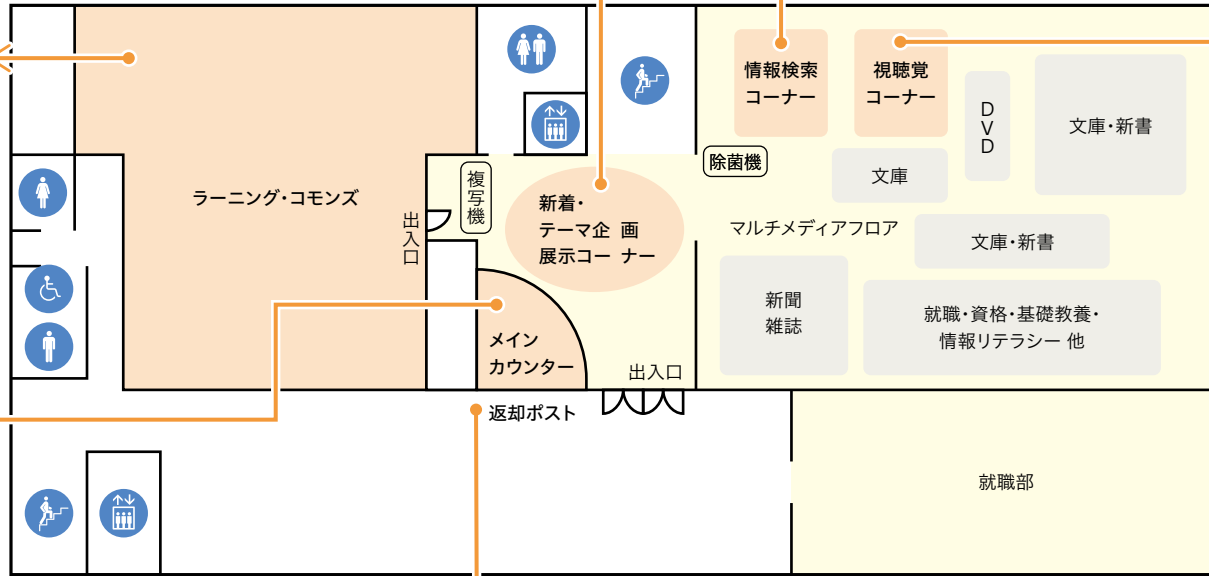 情報検索
コーナー
視聴覚
コーナー
DVD
文庫・新書
除菌機
文庫
ラーニング・コモンズ
出入口
複写機
新着・
テーマ企 画
展示コー ナー
マルチメディアフロア
文庫・新書
新聞
雑誌
就職・資格・基礎教養・
情報リテラシー 他
メイン
カウンター
出入口
返却ポスト
就職部